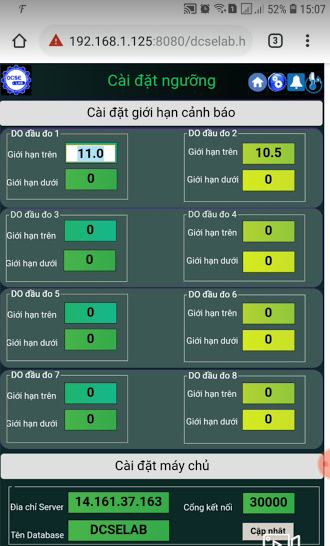 52% 15:07
192.168.1.125:8080/dcselab.h 3
DCSE
Cài đặt ngưỡng
Cài đặt giới hạn cảnh báo
DO đầu đo 1
Giới hạn trên 11.0
Giới hạn dưới 0
DO đầu đo 2
Giới hạn trên 10.5
Giới hạn dưới 0
DO đầu đo 3
Giới hạn trên 0
Giới hạn dưới 0
DO đầu đo 4
Giới hạn trên 0
Giới hạn dưới 0
DO đầu đo 5
Giới hạn trên 0
Giới hạn dưới 0
DO đầu đo 6
Giới hạn trên 0
Giới hạn dưới 0
DO đầu đo 7
Giới hạn trên 0
Giới hạn dưới 0
DO đầu đo 8
Giới hạn trên 0
Giới hạn dưới 0
Cài đặt máy chủ
Địa chỉ Server 14.161.37.163 Cổng kết nối 30000
Tên Database DCSELAB Cập nhật